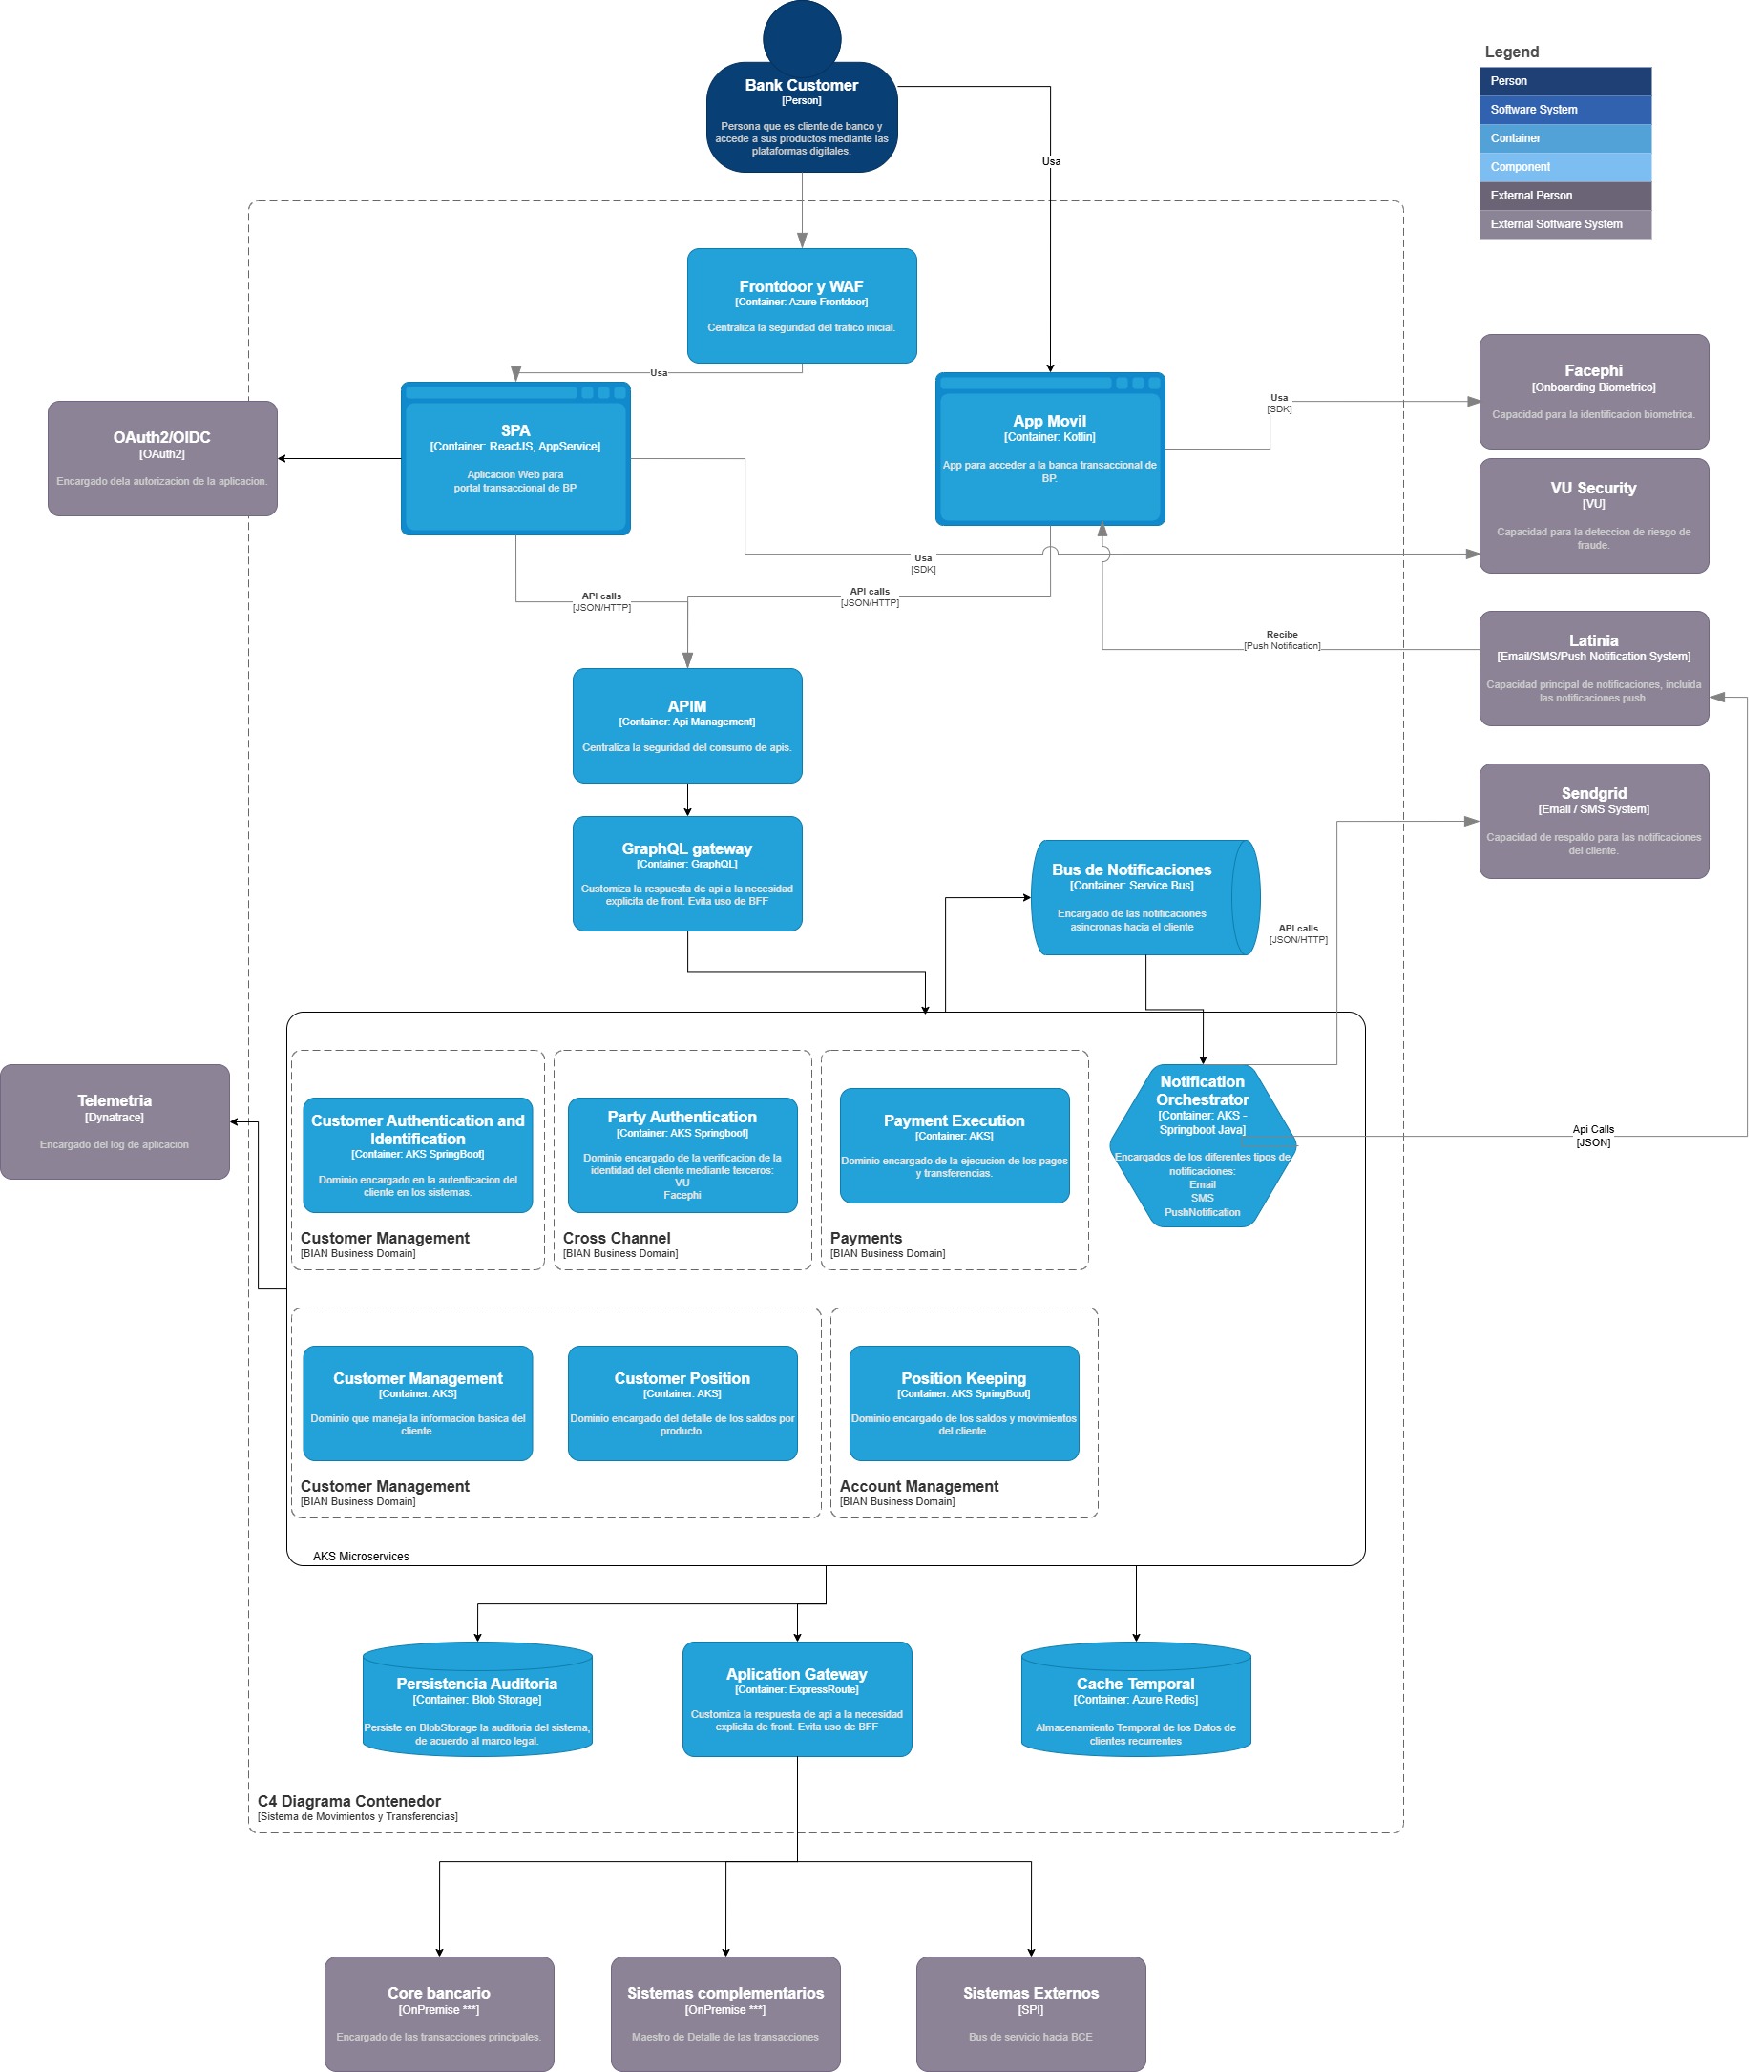 Bank Customer
[Person]
Persona que es cliente de banco y
accede a sus productos mediante las
plataformas digitales.
Legend
Person
Software System
Container
Component
External Person
External Software System
Usa
Frontdoor y WAF
[Container: Azure Frontdoor]
Centraliza la seguridad del trafico inicial.
Usa
OAuth2/OIDC
[OAuth2]
Encargado dela autorizacion de la aplicacion.
SPA
[Container: ReactJS, AppService]
Aplicacion Web para
portal transaccional de BP
App Movil
[Container: Kotlin]
App para acceder a la banca transaccional de
BP.
Usa
[SDK]
Facephi
[Onboarding Biometrico]
Capacidad para la identificacion biometrica.
VU Security
[VU]
Capacidad para la deteccion de riesgo de
fraude.
Usa
[SDK]
API calls
[JSON/HTTP]
API calls
[JSON/HTTP]
Recibe
[Push Notification]
Latinia
[Email/SMS/Push Notification System]
Capacidad principal de notificaciones, incluida
las notificaciones push.
APIM
[Container: Api Management]
Centraliza la seguridad del consumo de apis.
Sendgrid
[Email / SMS System]
Capacidad de respaldo para las notificaciones
del cliente.
GraphQL gateway
[Container: GraphQL]
Customiza la respuesta de api a la necesidad
explicita de front. Evita uso de BFF
Bus de Notificaciones
[Container: Service Bus]
Encargado de las notificaciones
asincronas hacia el cliente
API calls
[JSON/HTTP]
Telemetria
[Dynatrace]
Encargado del log de aplicacion
Customer Authentication and
Identification
[Container: AKS SpringBoot]
Dominio encargado en la autenticacion del
cliente en los sistemas.
Customer Management
[BIAN Business Domain]
Party Authentication
[Container: AKS Springboot]
Dominio encargado de la verificacion de la
identidad del cliente mediante terceros:
VU
Facephi
Cross Channel
[BIAN Business Domain]
Payment Execution
[Container: AKS]
Dominio encargado de la ejecucion de los pagos
y transferencias.
Payments
[BIAN Business Domain]
Notification
Orchestrator
[Container: AKS -
Springboot Java]
Encargados de los diferentes tipos de
notificaciones:
Email
SMS
PushNotification
Api Calls
[JSON]
Customer Management
[Container: AKS]
Dominio que maneja la informacion basica del
cliente.
Customer Position
[Container: AKS]
Dominio encargado del detalle de los saldos por
producto.
Customer Management
[BIAN Business Domain]
Position Keeping
[Container: AKS SpringBoot]
Dominio encargado de los saldos y movimientos
del cliente.
Account Management
[BIAN Business Domain]
AKS Microservices
Persistencia Auditoria
[Container: Blob Storage]
Persiste en BlobStorage la auditoria del sistema,
de acuerdo al marco legal.
Aplication Gateway
[Container: ExpressRoute]
Customiza la respuesta de api a la necesidad
explicita de front. Evita uso de BFF
Cache Temporal
[Container: Azure Redis]
Almacenamiento Temporal de los Datos de
clientes recurrentes
C4 Diagrama Contenedor
[Sistema de Movimientos y Transferencias]
Core bancario
[OnPremise ***]
Encargado de las transacciones principales.
Sistemas complementarios
[OnPremise ***]
Maestro de Detalle de las transacciones
Sistemas Externos
[SPI]
Bus de servicio hacia BCE